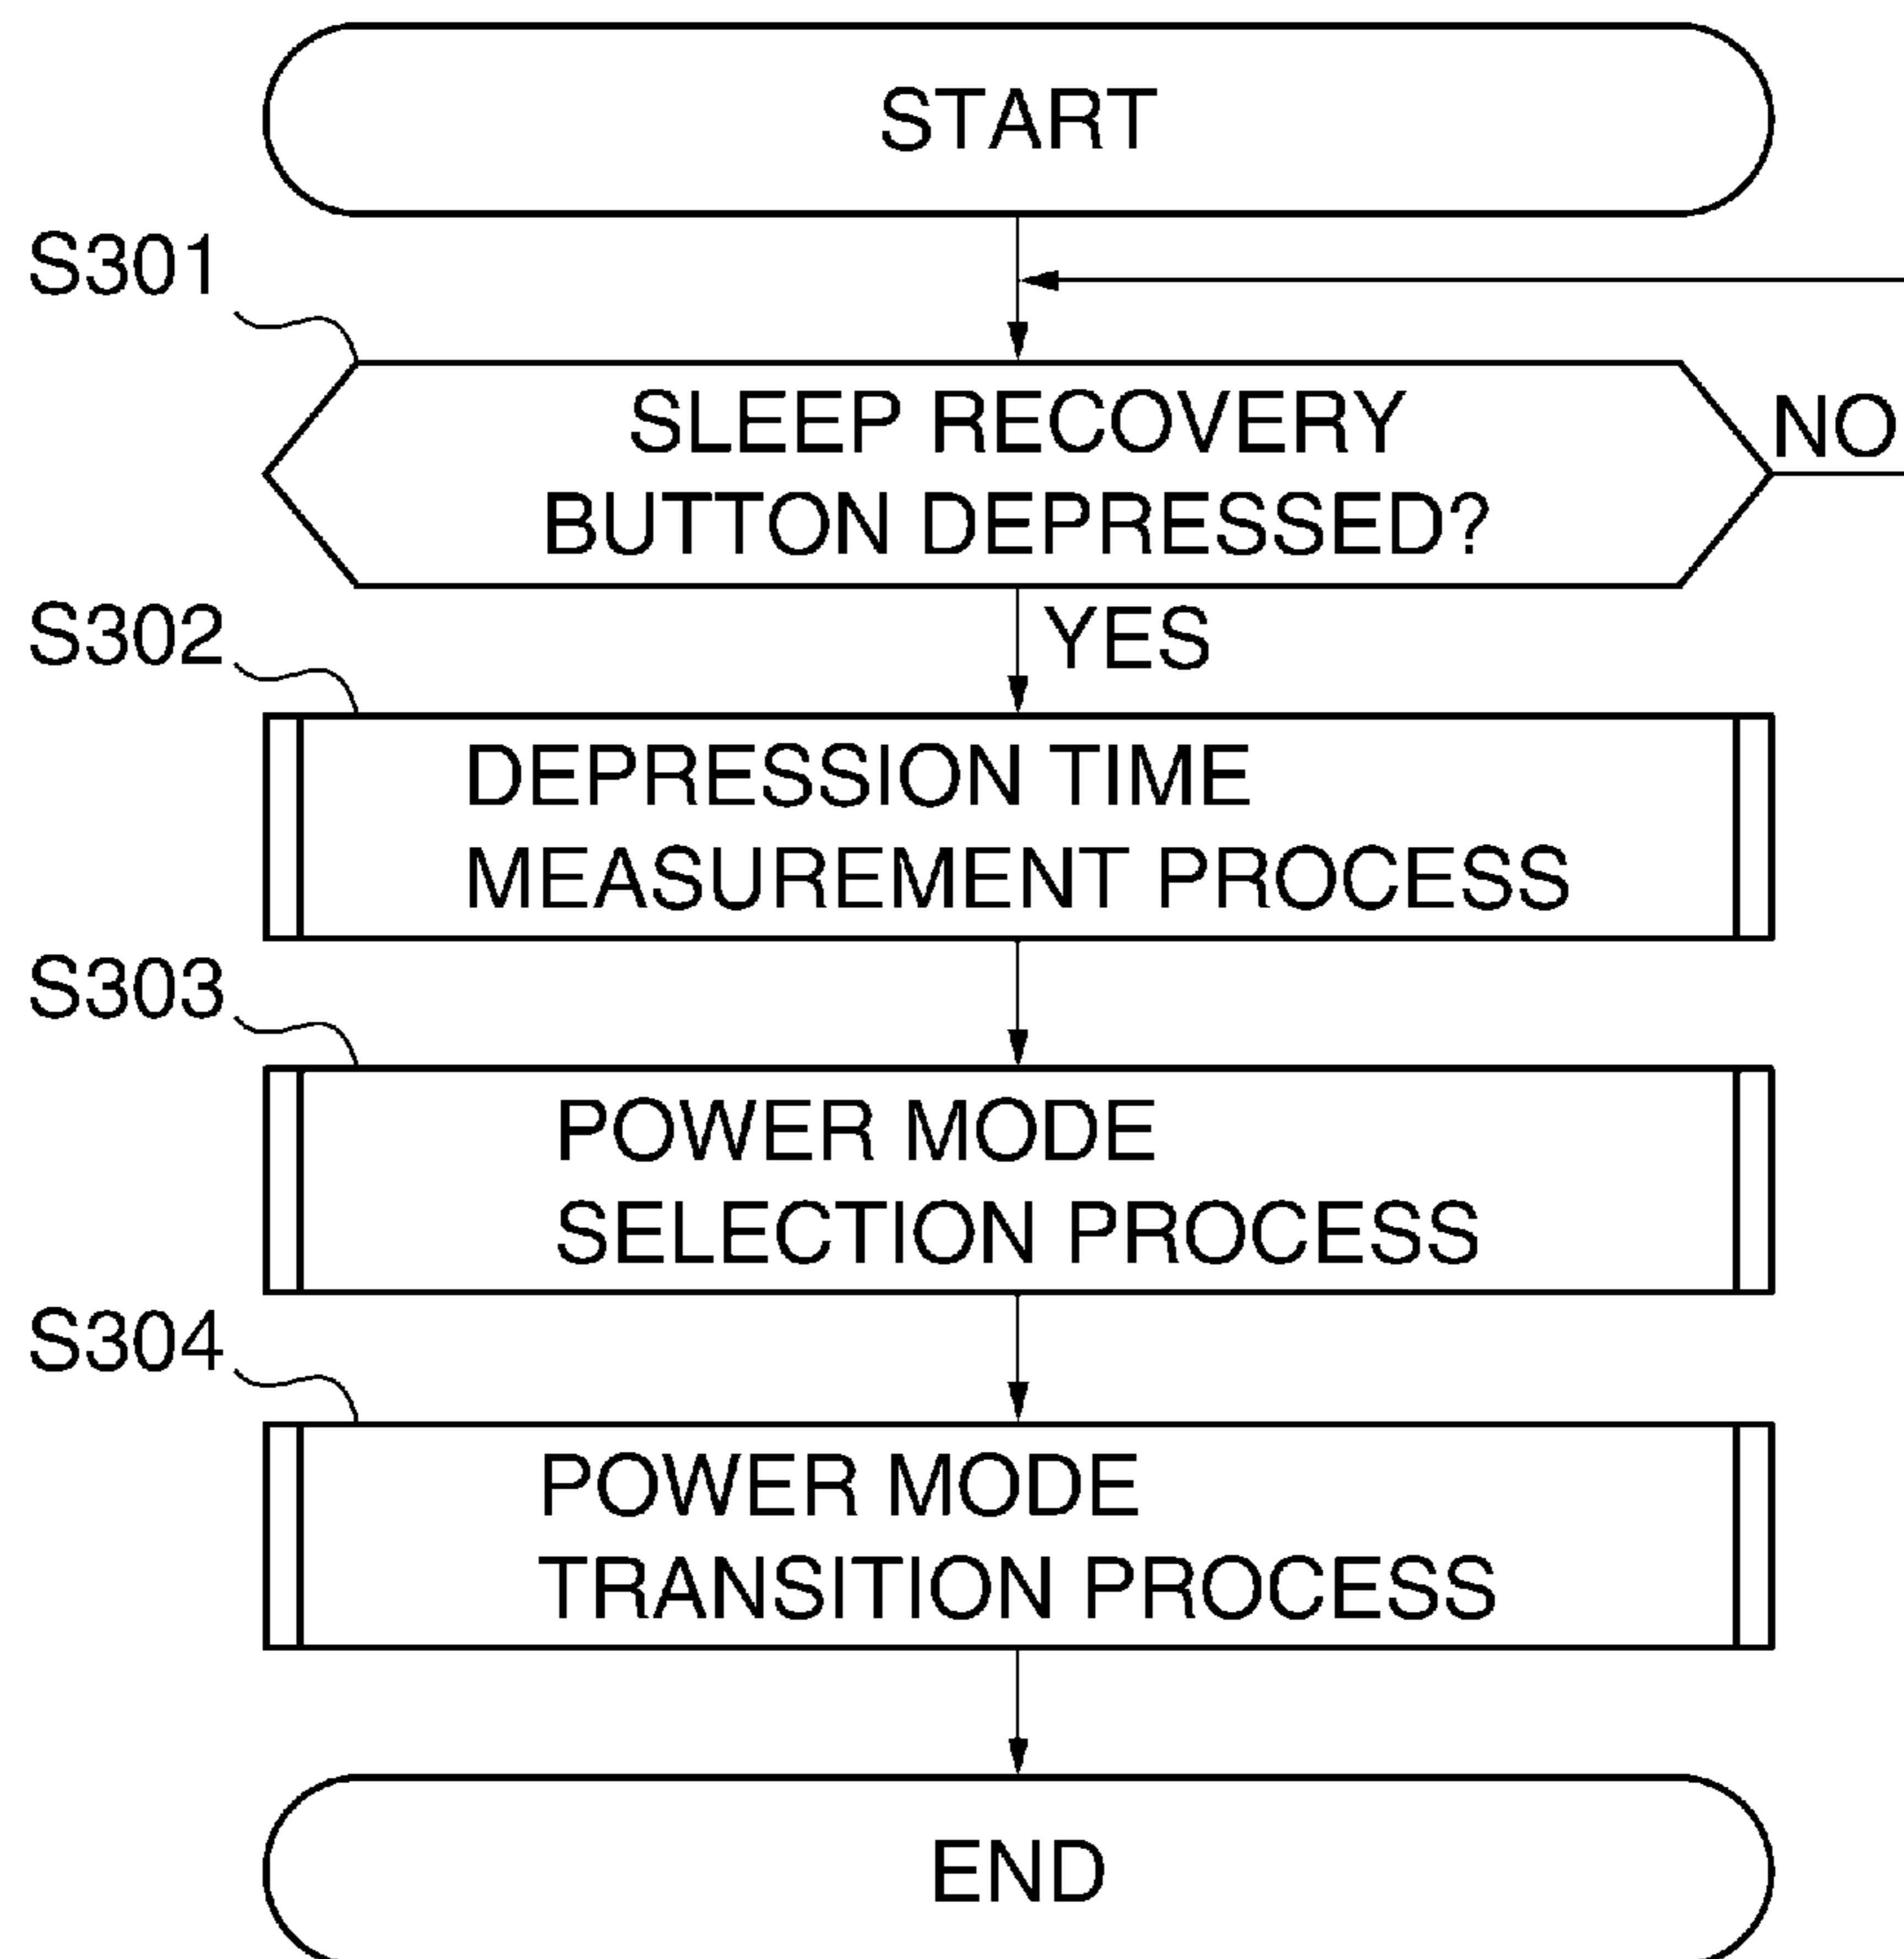 START
S301
SLEEP RECOVERY
BUTTON DEPRESSED?
NO
YES
S302
DEPRESSION TIME
MEASUREMENT PROCESS
S303
POWER MODE
SELECTION PROCESS
S304
POWER MODE
TRANSITION PROCESS
END